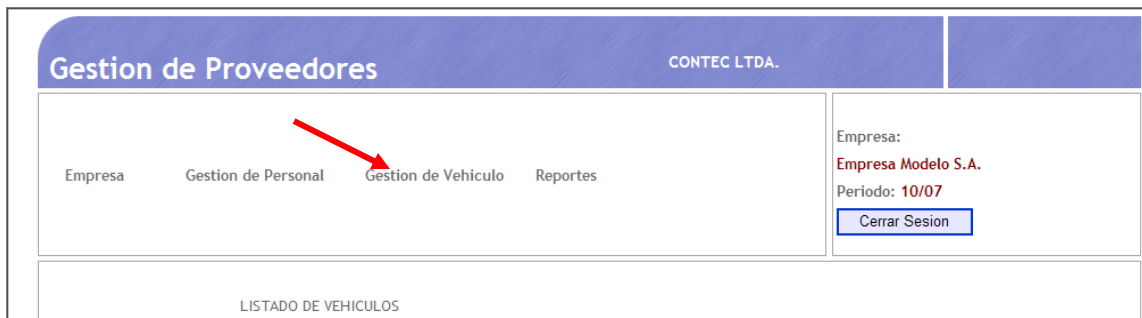 Gestion de Proveedores
CONTEC LTDA.
Empresa Gestion de Personal Gestion de Vehiculo Reportes
Empresa:
Empresa Modelo S.A.
Periodo: 10/07
Cerrar Sesion
LISTADO DE VEHICULOS